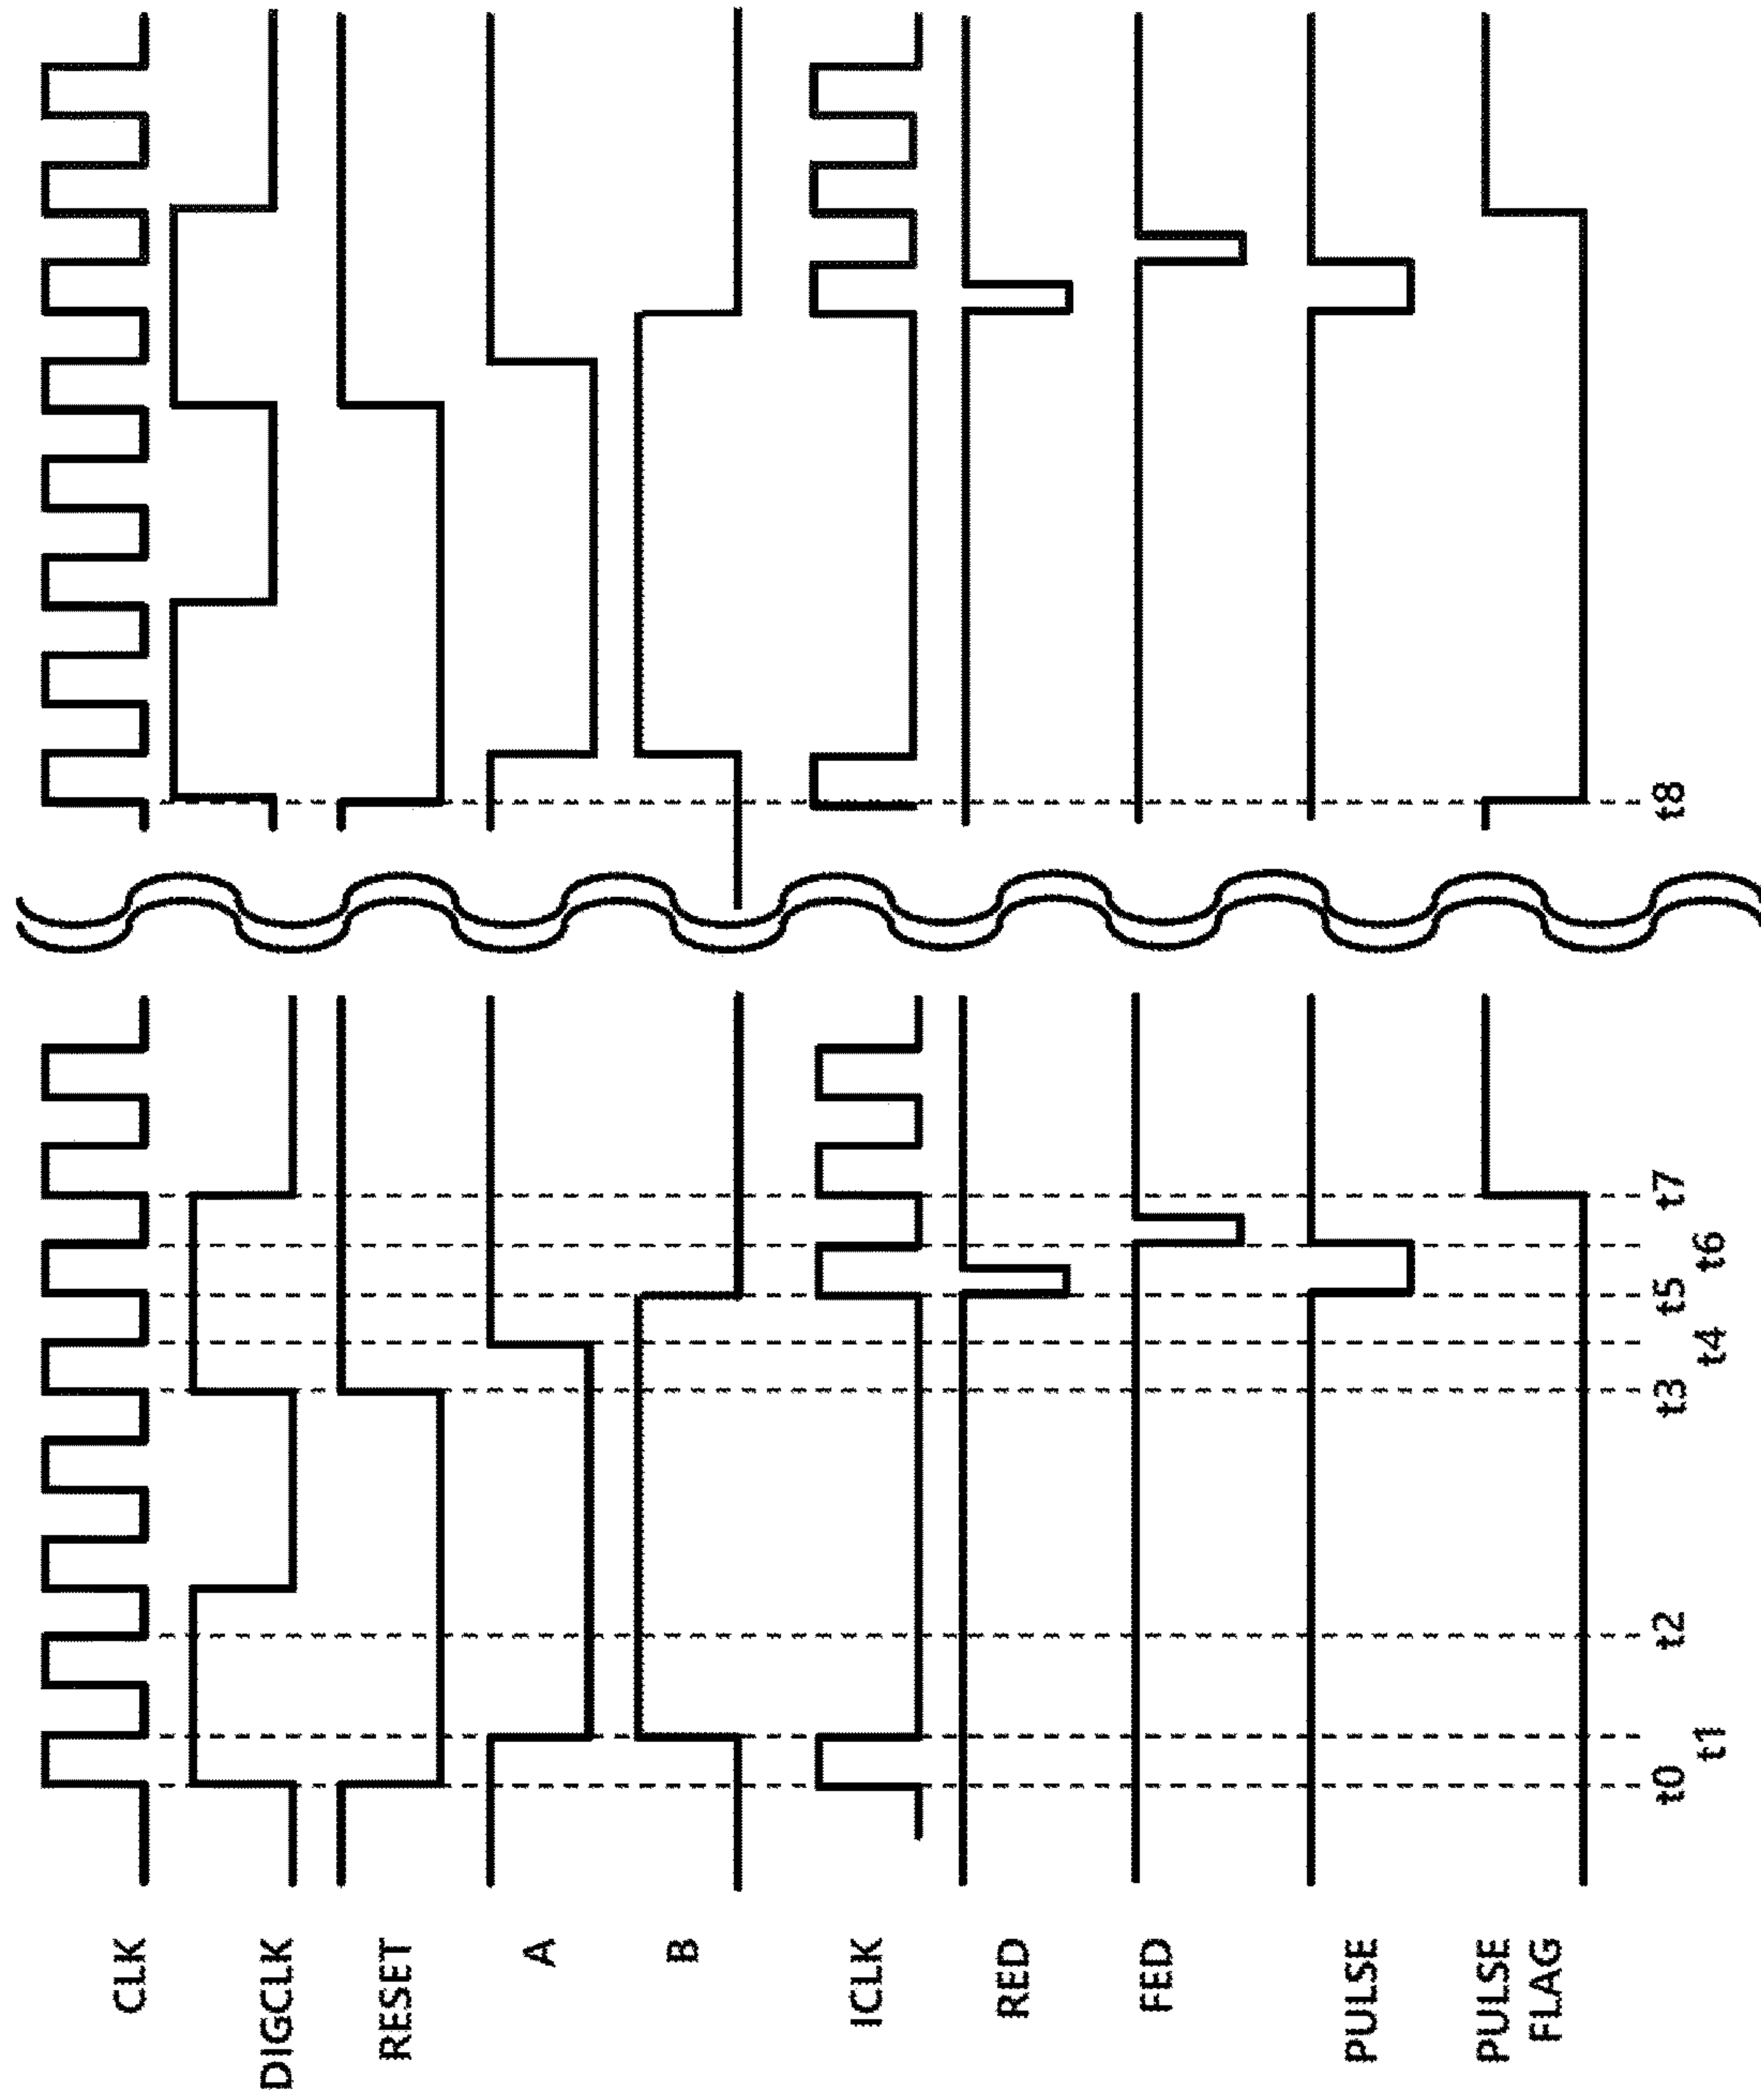 CLK
DIGCLK
RESET
A
B
ICLK
RED
FED
PULSE
PULSE
FLAG
t0
t1
t2
t3
t4
t5
t6
t7
t8